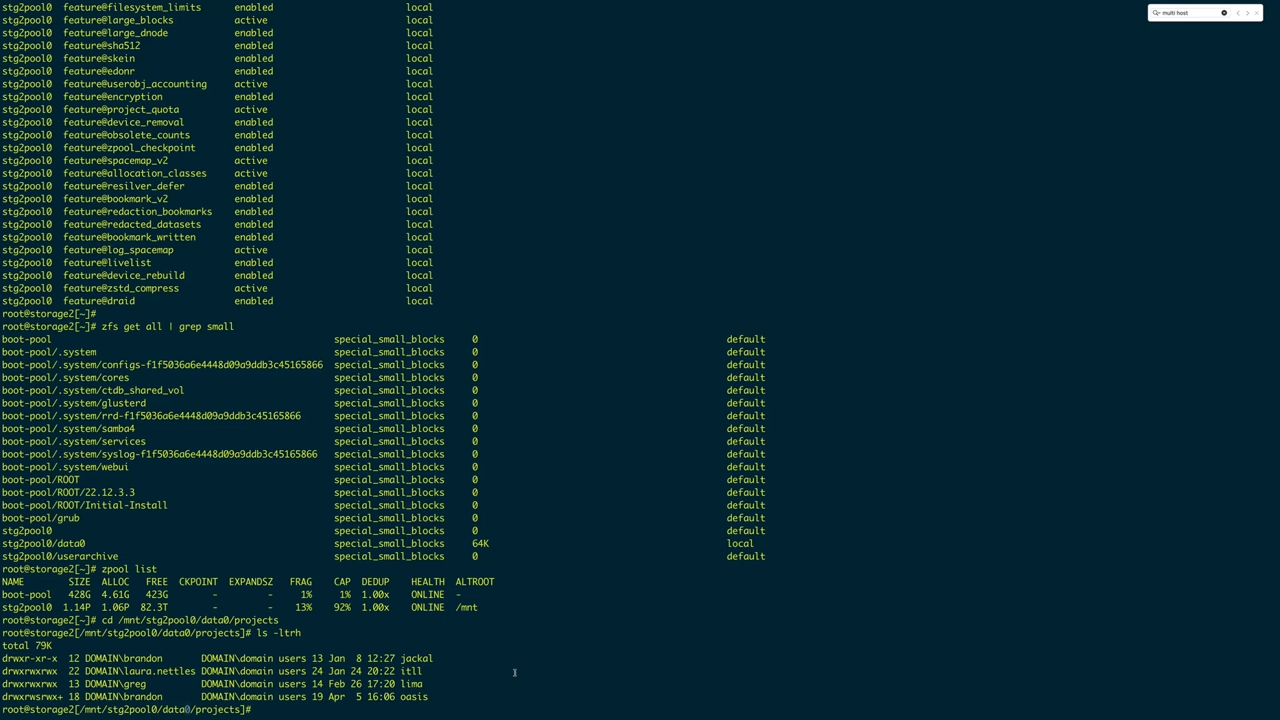 multi host
stg2pool0 feature@filesystem_limits enabled local
stg2pool0 feature@large_blocks active local
stg2pool0 feature@large_dnode enabled local
stg2pool0 feature@sha512 enabled local
stg2pool0 feature@skein enabled local
stg2pool0 feature@edonr enabled local
stg2pool0 feature@userobj_accounting active local
stg2pool0 feature@encryption enabled local
stg2pool0 feature@project_quota active local
stg2pool0 feature@device_removal enabled local
stg2pool0 feature@obsolete_counts enabled local
stg2pool0 feature@zpool_checkpoint enabled local
stg2pool0 feature@spacemap_v2 active local
stg2pool0 feature@allocation_classes active local
stg2pool0 feature@resilver_defer enabled local
stg2pool0 feature@bookmark_v2 enabled local
stg2pool0 feature@redaction_bookmarks enabled local
stg2pool0 feature@redacted_datasets enabled local
stg2pool0 feature@bookmark_written enabled local
stg2pool0 feature@log_spacemap active local
stg2pool0 feature@livelist enabled local
stg2pool0 feature@device_rebuild enabled local
stg2pool0 feature@zstd_compress active local
stg2pool0 feature@draid enabled local
root@storage2[~]#
root@storage2[~]# zfs get all | grep small
boot-pool special_small_blocks 0 default
boot-pool/.system special_small_blocks 0 default
boot-pool/.system/configs-f1f5036a6e4448d09a9ddb3c45165866 special_small_blocks 0 default
boot-pool/.system/cores special_small_blocks 0 default
boot-pool/.system/ctdb_shared_vol special_small_blocks 0 default
boot-pool/.system/glusterd special_small_blocks 0 default
boot-pool/.system/rrd-f1f5036a6e4448d09a9ddb3c45165866 special_small_blocks 0 default
boot-pool/.system/samba4 special_small_blocks 0 default
boot-pool/.system/services special_small_blocks 0 default
boot-pool/.system/syslog-f1f5036a6e4448d09a9ddb3c45165866 special_small_blocks 0 default
boot-pool/.system/webui special_small_blocks 0 default
boot-pool/ROOT special_small_blocks 0 default
boot-pool/ROOT/22.12.3.3 special_small_blocks 0 default
boot-pool/ROOT/Initial-Install special_small_blocks 0 default
boot-pool/grub special_small_blocks 0 default
stg2pool0 special_small_blocks 0 default
stg2pool0/data0 special_small_blocks 64K local
stg2pool0/userarchive special_small_blocks 0 default
root@storage2[~]# zpool list
NAME SIZE ALLOC FREE CKPOINT EXPANDSZ FRAG CAP DEDUP HEALTH ALTROOT
boot-pool 428G 4.61G 423G - - 1% 1% 1.00x ONLINE -
stg2pool0 1.14P 1.06P 82.3T - - 13% 92% 1.00x ONLINE /mnt
root@storage2[~]# cd /mnt/stg2pool0/data0/projects
root@storage2[/mnt/stg2pool0/data0/projects]# ls -ltrh
total 79K
drwxr-xr-x 12 DOMAIN\brandon DOMAIN\domain users 13 Jan 8 12:27 jackal
drwxrwxrwx 22 DOMAIN\laura.nettles DOMAIN\domain users 24 Jan 24 20:22 itll
drwxrwxrwx 13 DOMAIN\greg DOMAIN\domain users 14 Feb 26 17:20 lima
drwxrwsrwx+ 18 DOMAIN\brandon DOMAIN\domain users 19 Apr 5 16:06 oasis
root@storage2[/mnt/stg2pool0/data0/projects]#